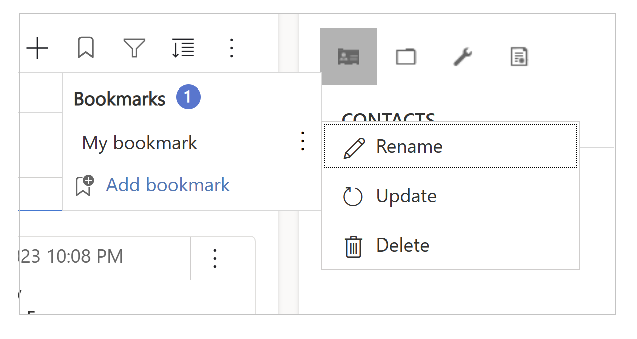 Bookmarks 1
My bookmark
Add bookmark
CONTACTS
Rename
Update
Delete
023 10:08 PM